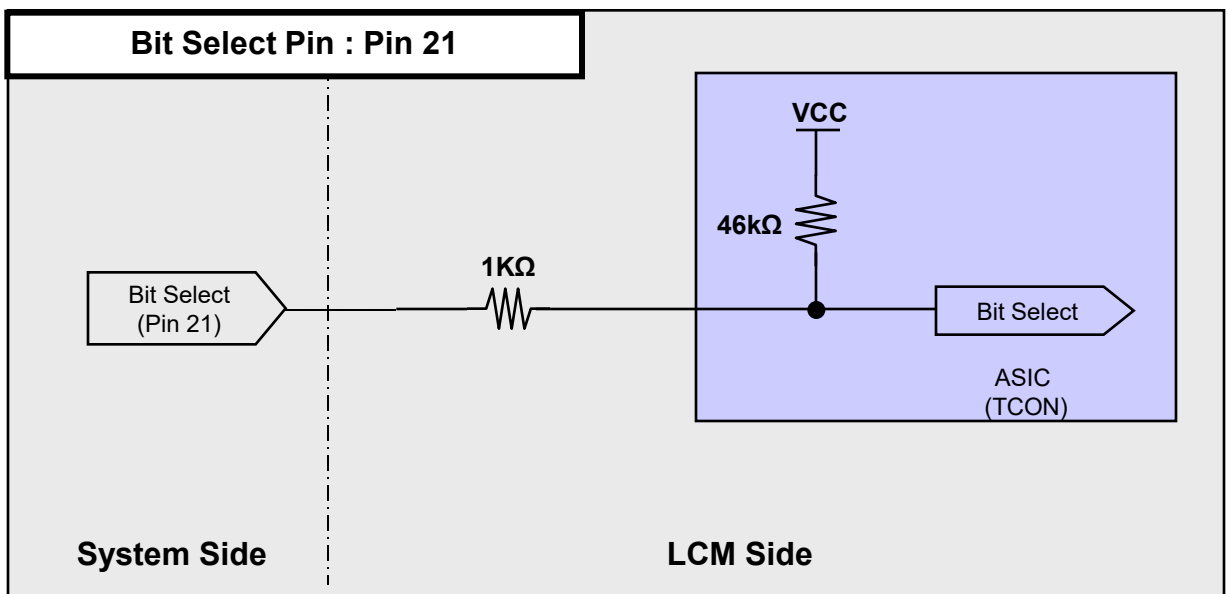 Bit Select Pin : Pin 21
VCC
46kΩ
1KΩ
Bit Select
(Pin 21)
Bit Select
ASIC
(TCON)
System Side
LCM Side